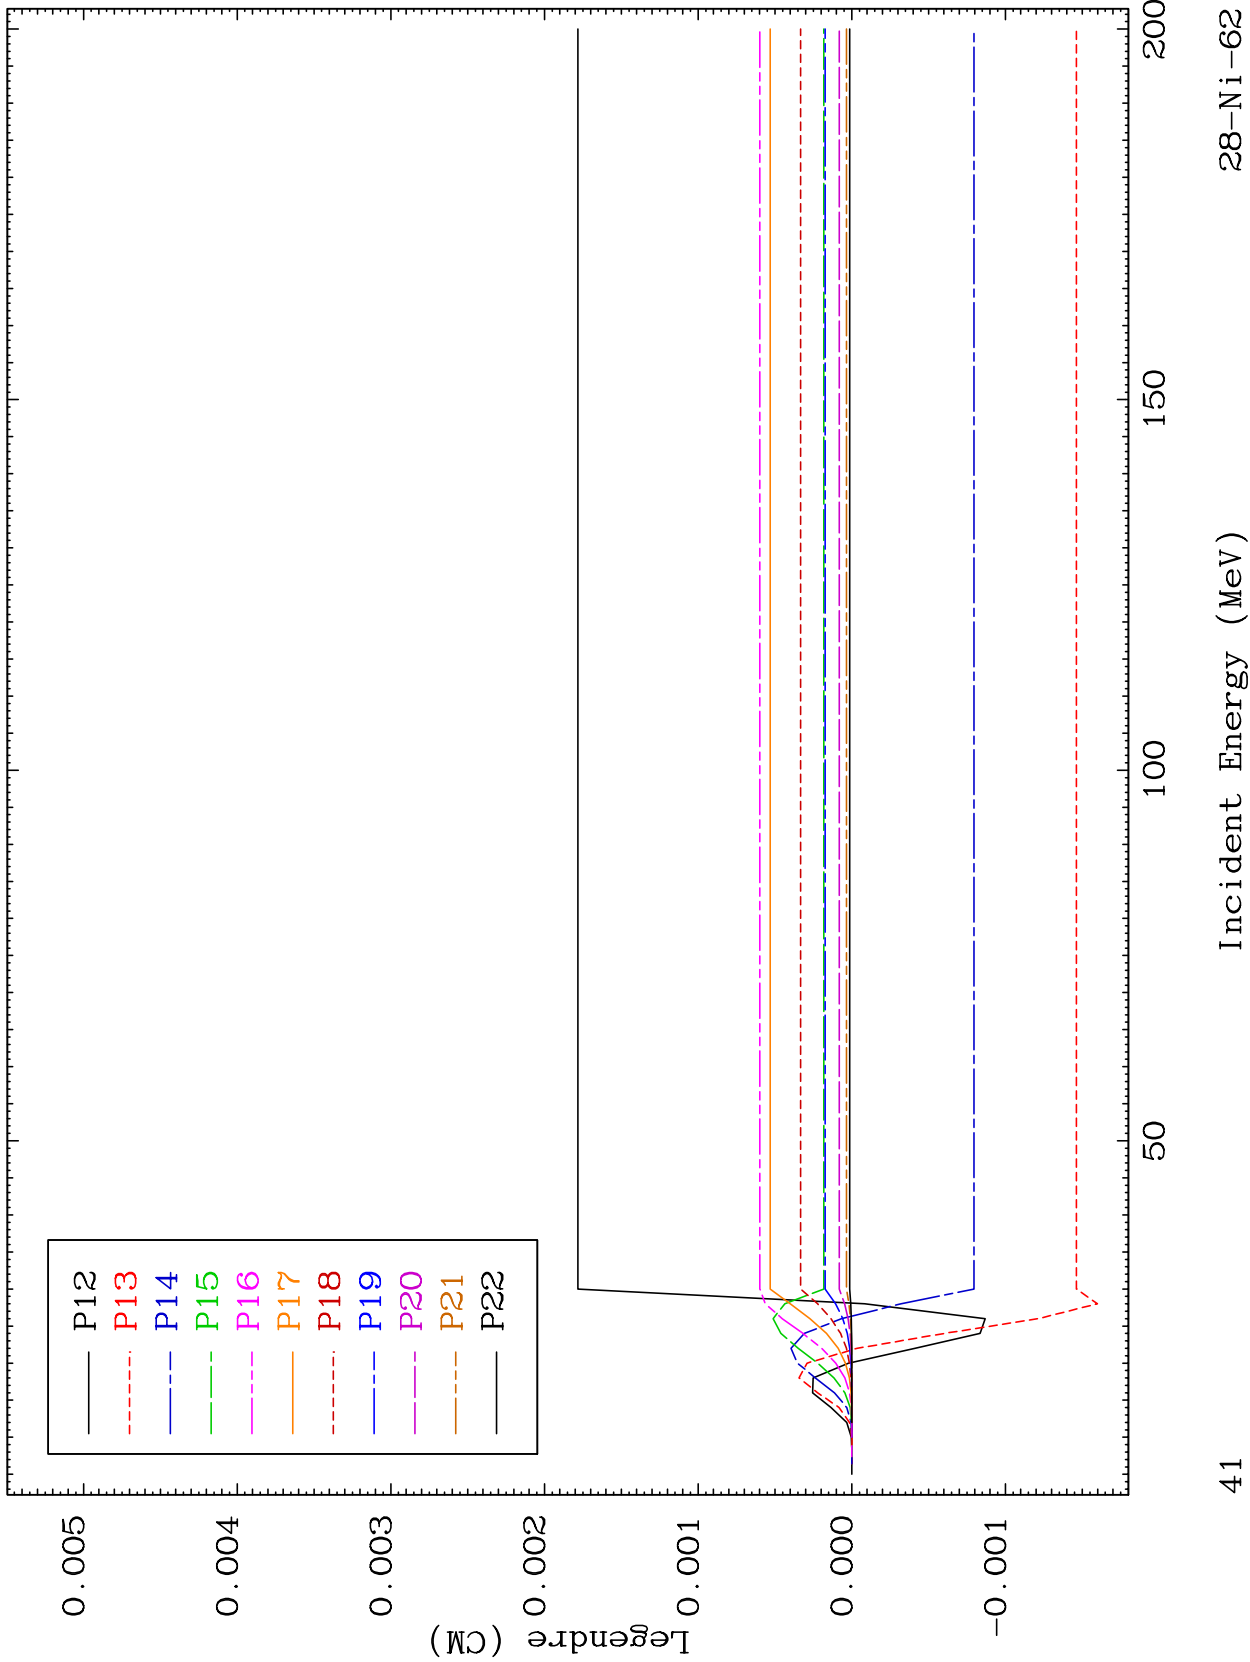 P12
P13
P14
P15
P16
P17
P18
P19
P20
P21
P22
Legendre (CM)
0.005
0.004
0.003
0.002
0.001
0.000
-0.001
50
100
150
200
Incident Energy (MeV)
41
28-Ni-62